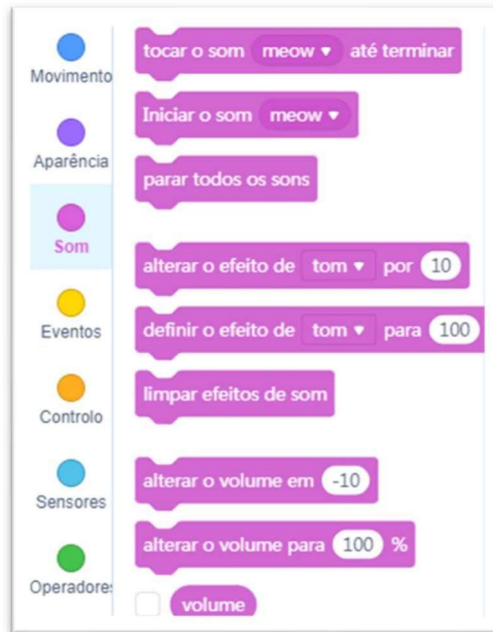 Movimento
Aparência
Som
Eventos
Controlo
Sensores
Operadores
tocar o som meow até terminar
Iniciar o som meow
parar todos os sons
alterar o efeito de tom por 10
definir o efeito de tom para 100
limpar efeitos de som
alterar o volume em -10
alterar o volume para 100 %
volume